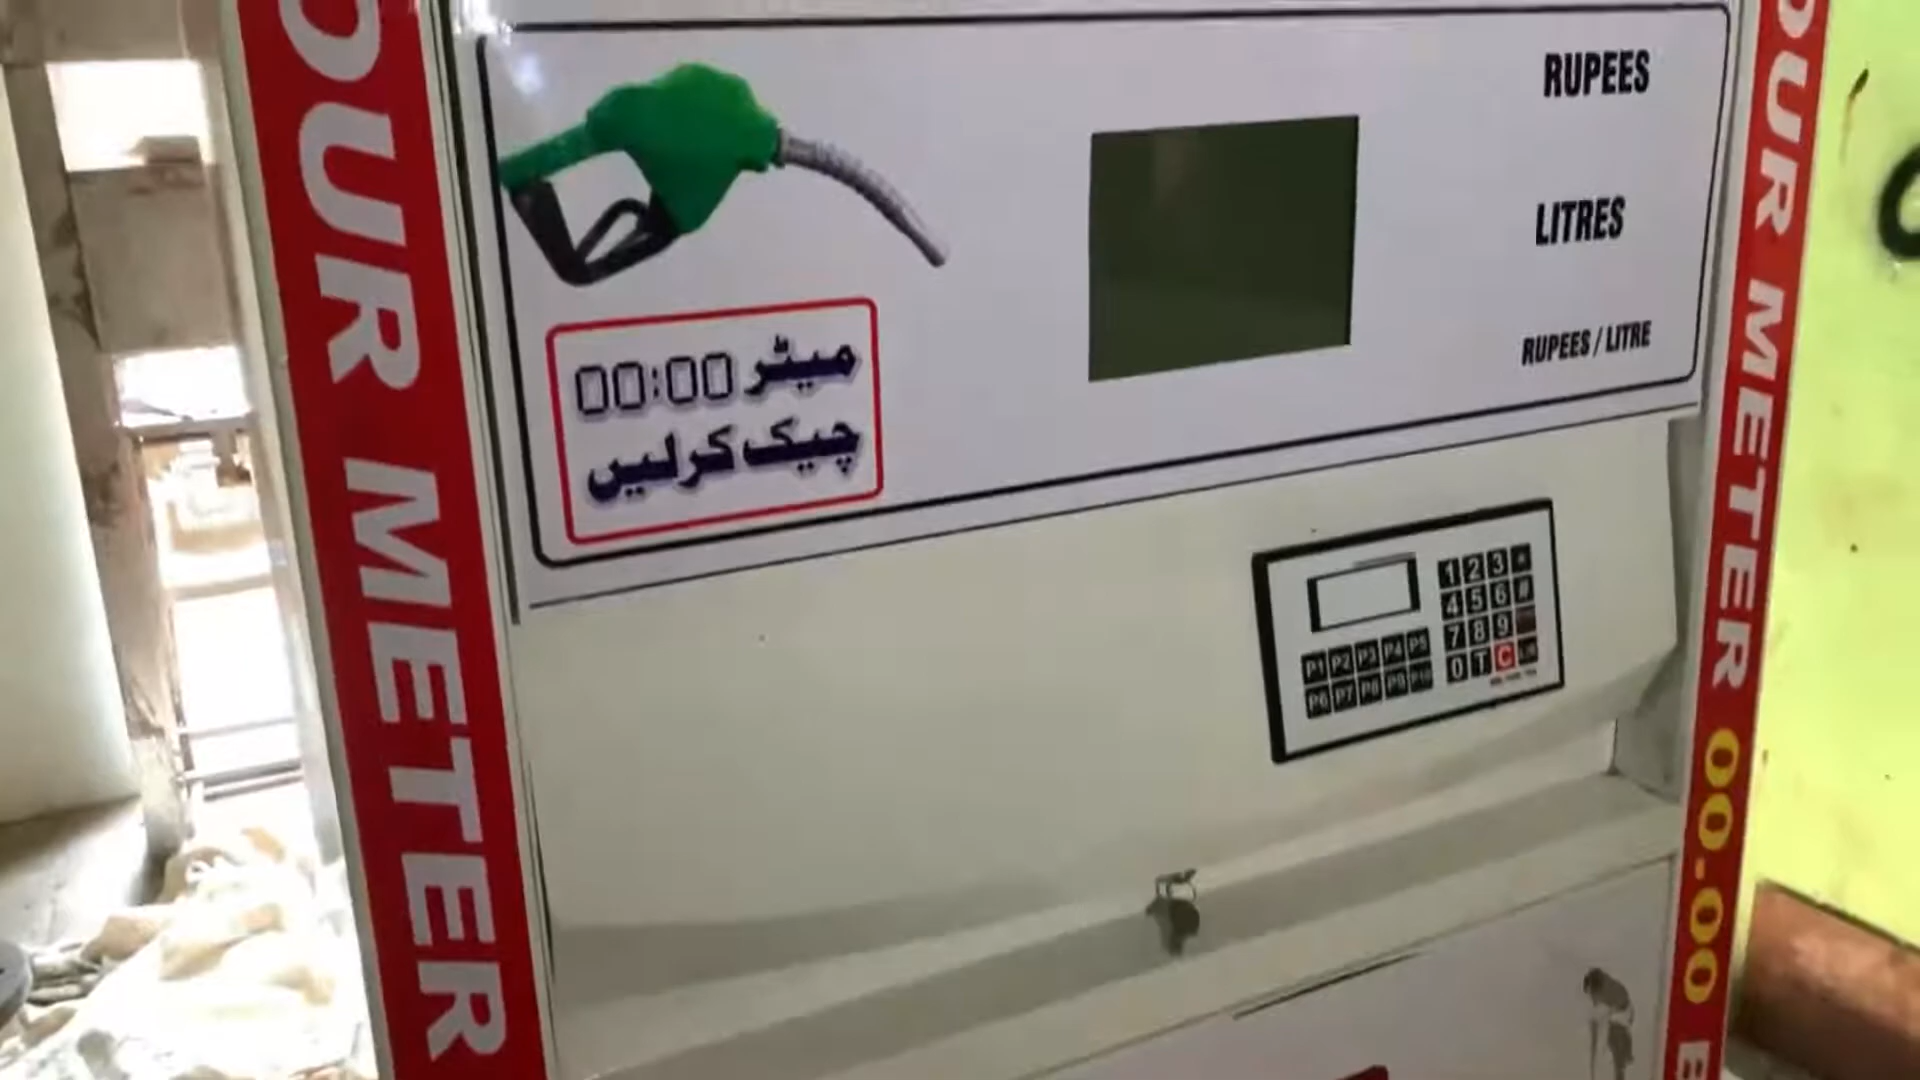 OUR METER
RUPEES
LITRES
RUPEES / LITRE
میٹر 00:00
چیک کرلیں
1 2 3 *
4 5 6 #
7 8 9
0 T C
P1 P2 P3 P4 P5
P6 P7 P8 P9 P10
OUR METER 00.00